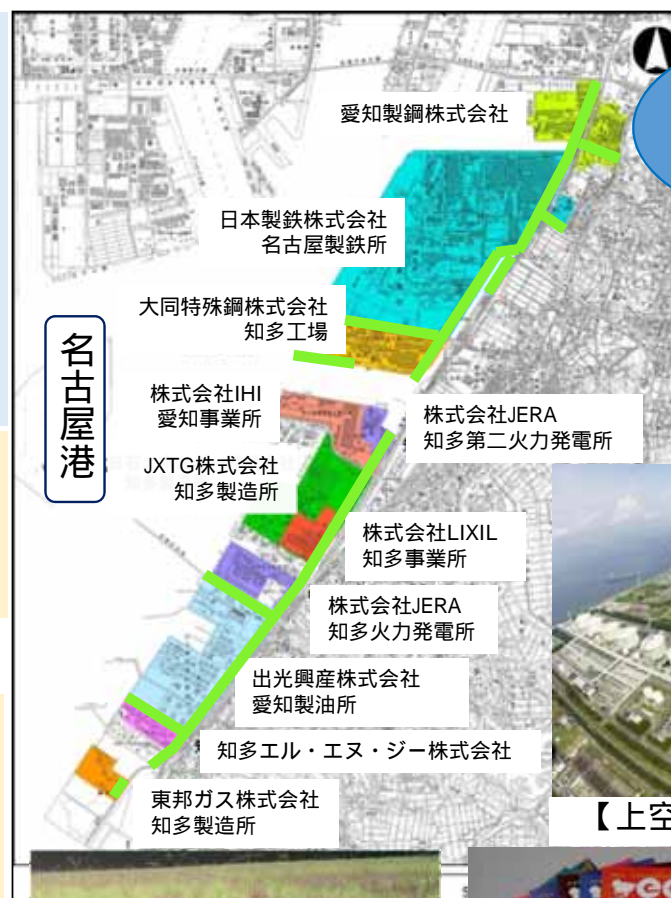 愛知製鋼株式会社
日本製鉄株式会社
名古屋製鉄所
大同特殊鋼株式会社
知多工場
名古屋港
株式会社IHI
愛知事業所
株式会社JERA
知多第二火力発電所
JXTG株式会社
知多製造所
株式会社LIXIL
知多事業所
株式会社JERA
知多火力発電所
出光興産株式会社
愛知製油所
知多エル・エヌ・ジー株式会社
東邦ガス株式会社
知多製造所
【上空